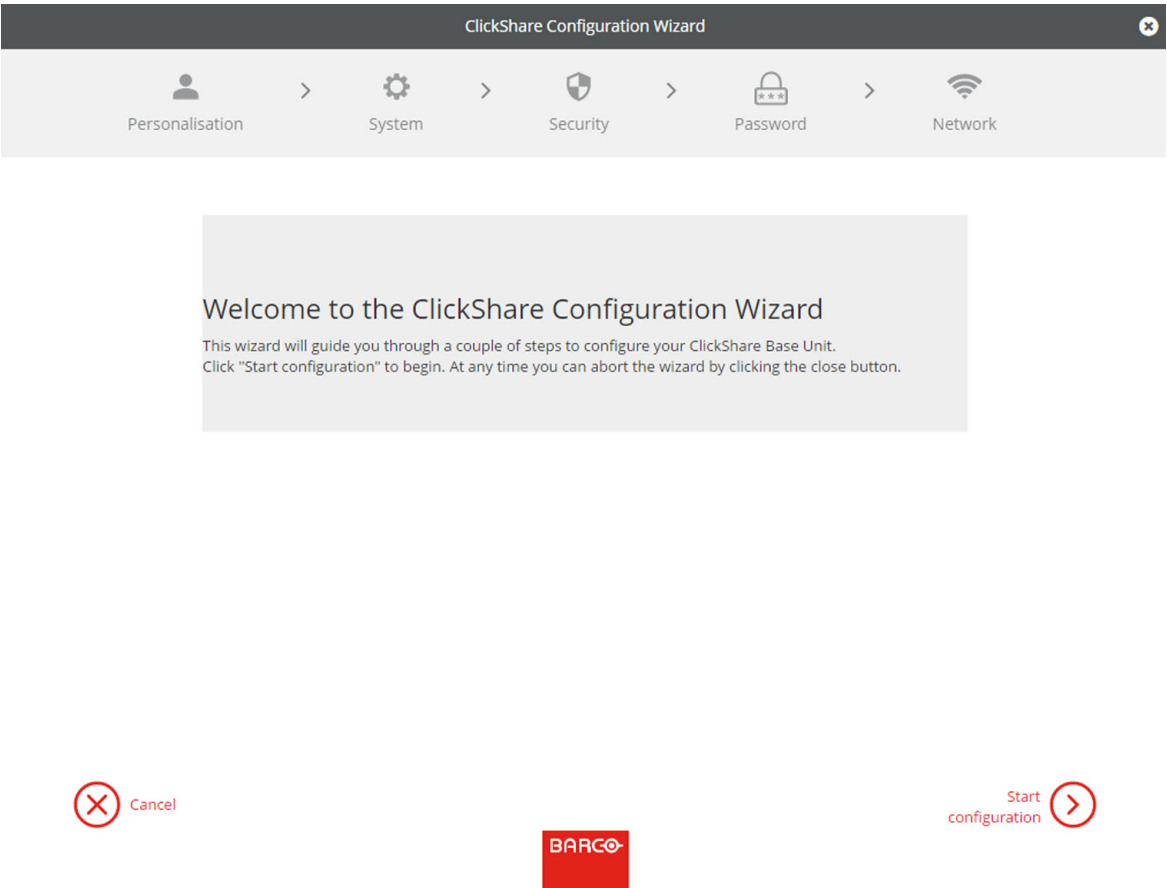 ClickShare Configuration Wizard
Personalisation
System
Security
Password
Network
Welcome to the ClickShare Configuration Wizard
This wizard will guide you through a couple of steps to configure your ClickShare Base Unit.
Click "Start configuration" to begin. At any time you can abort the wizard by clicking the close button.
Cancel
Start
configuration
BARCO